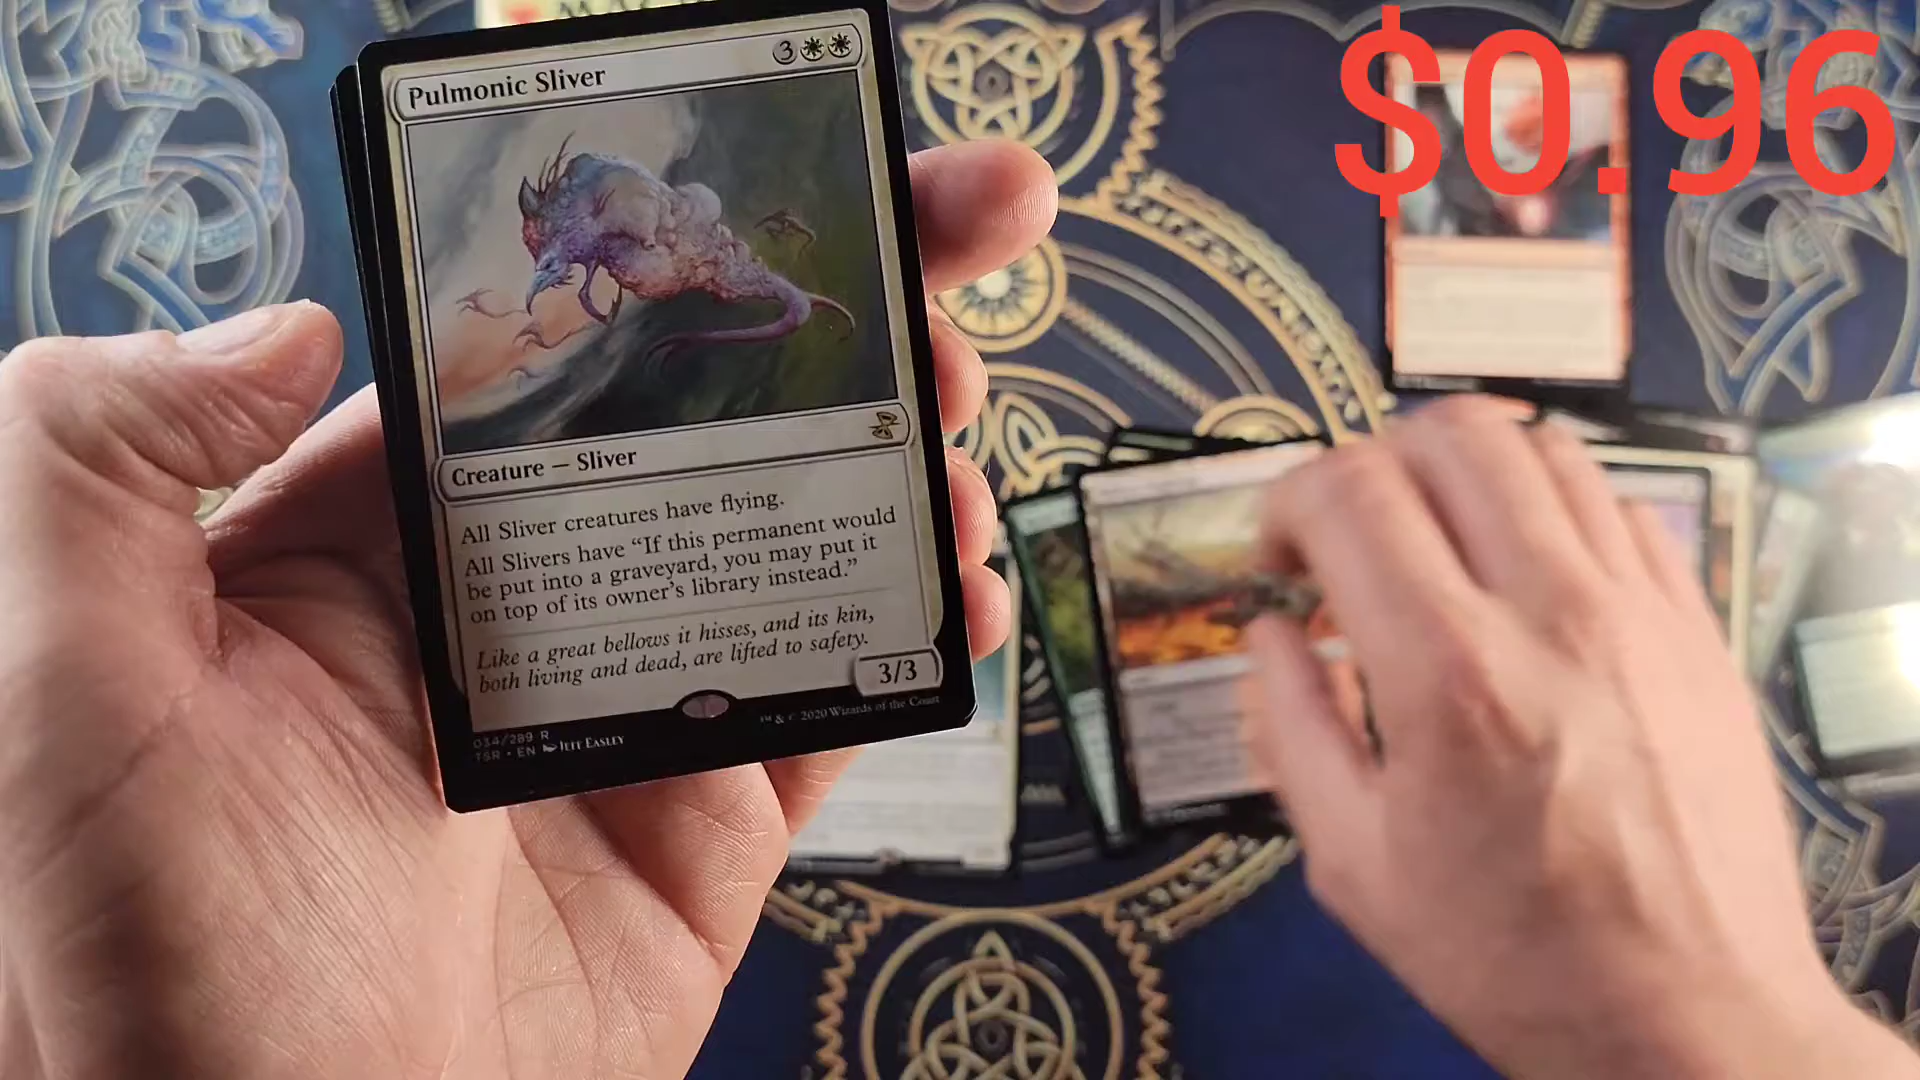 $0.96
Pulmonic Sliver
3
Creature — Sliver
All Sliver creatures have flying.
All Slivers have “If this permanent would
be put into a graveyard, you may put it
on top of its owner’s library instead.”
Like a great bellows it hisses, and its kin,
both living and dead, are lifted to safety.
3/3
034/289 R
TSR • EN JEFF EASLEY
™ & © 2020 Wizards of the Coast